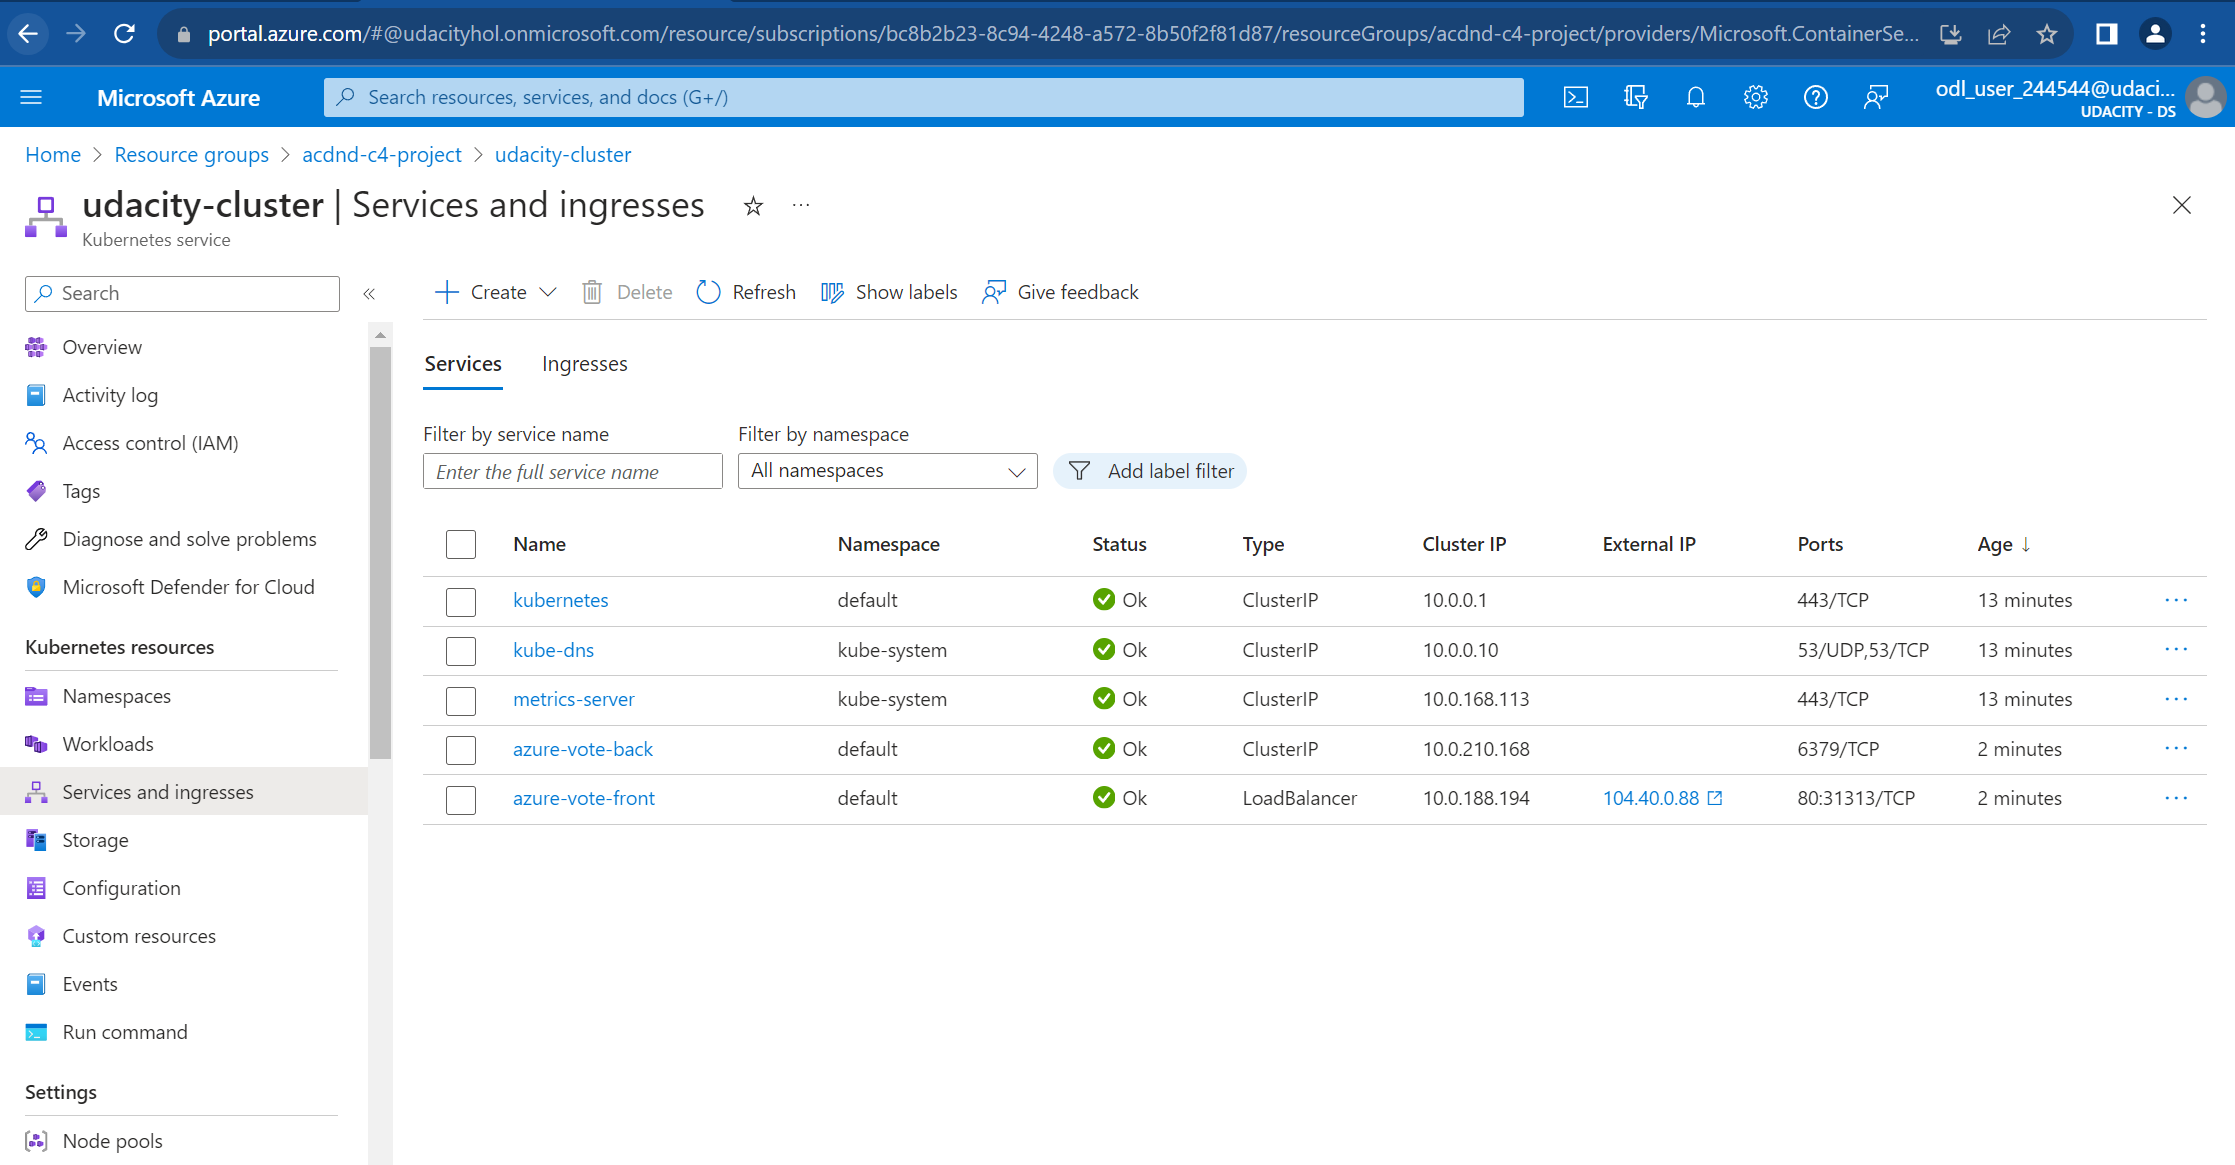 portal.azure.com/#@udacityhol.onmicrosoft.com/resource/subscriptions/bc8b2b23-8c94-4248-a572-8b50f2f81d87/resourceGroups/acdnd-c4-project/providers/Microsoft.ContainerSe...
Microsoft Azure
Search resources, services, and docs (G+/)
odl_user_244544@udaci...
UDACITY - DS
Home > Resource groups > acdnd-c4-project > udacity-cluster
udacity-cluster | Services and ingresses
Kubernetes service
Search
Overview
Activity log
Access control (IAM)
Tags
Diagnose and solve problems
Microsoft Defender for Cloud
Kubernetes resources
Namespaces
Workloads
Services and ingresses
Storage
Configuration
Custom resources
Events
Run command
Settings
Node pools
Create Delete Refresh Show labels Give feedback
Services Ingresses
Filter by service name Filter by namespace
Enter the full service name All namespaces Add label filter
Name Namespace Status Type Cluster IP External IP Ports Age ↓
kubernetes default Ok ClusterIP 10.0.0.1 443/TCP 13 minutes
kube-dns kube-system Ok ClusterIP 10.0.0.10 53/UDP,53/TCP 13 minutes
metrics-server kube-system Ok ClusterIP 10.0.168.113 443/TCP 13 minutes
azure-vote-back default Ok ClusterIP 10.0.210.168 6379/TCP 2 minutes
azure-vote-front default Ok LoadBalancer 10.0.188.194 104.40.0.88 80:31313/TCP 2 minutes